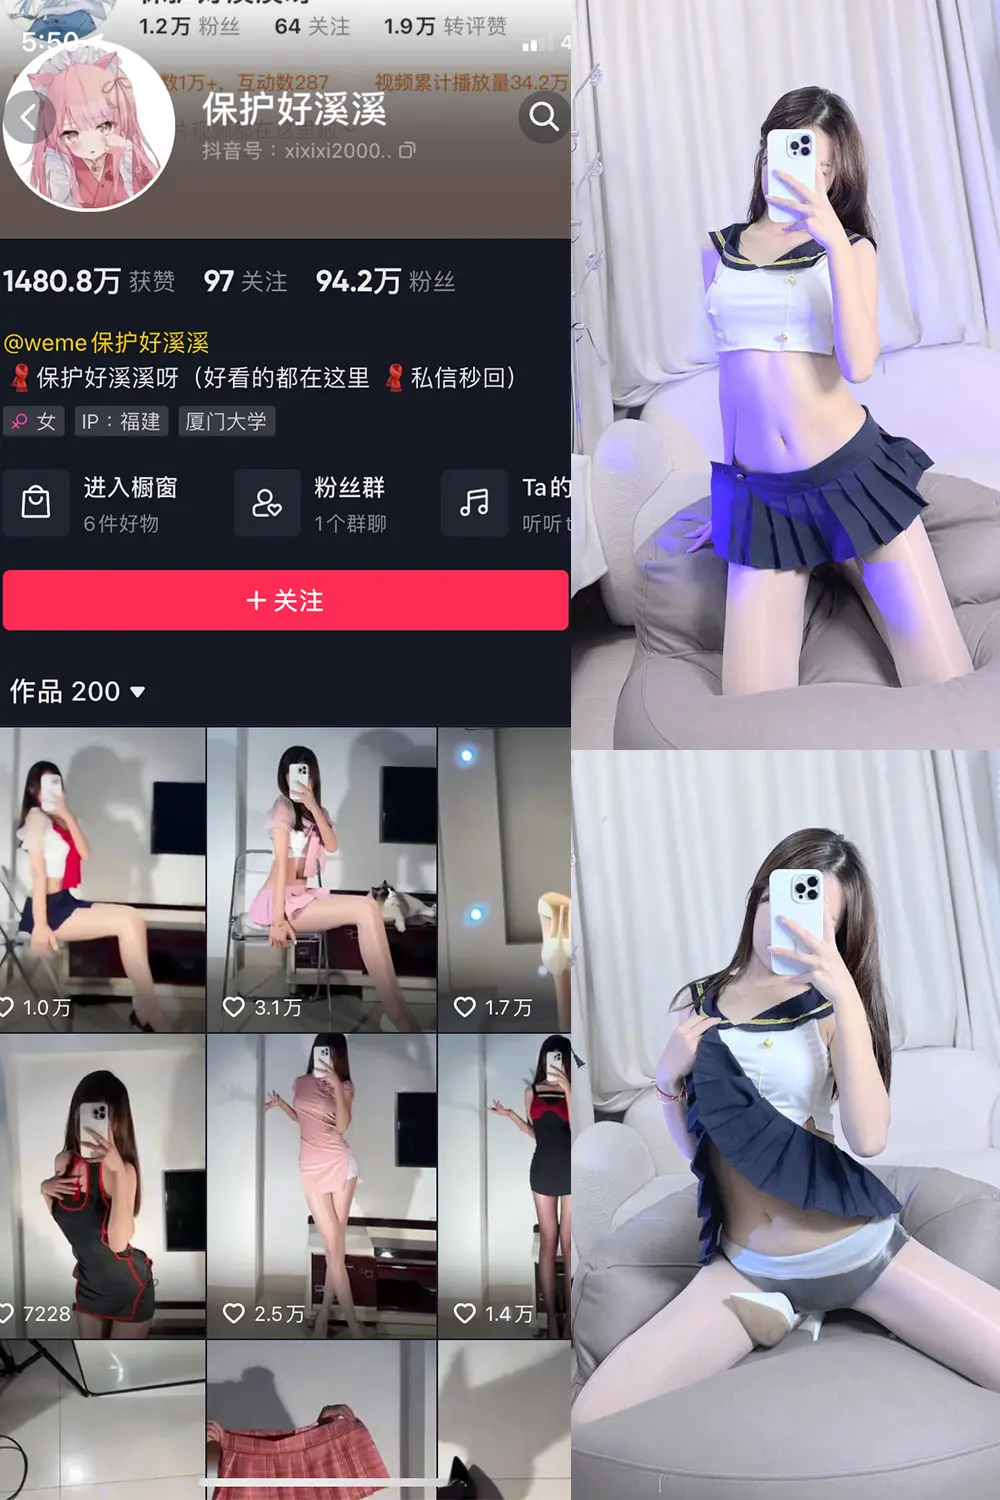 1.2万 粉丝 64 关注 1.9万 转评赞
5:50
4
数1万+, 互动数287 视频累计播放量34.2万
保护好溪溪
抖音号：xixixi2000..
1480.8万 获赞 97 关注 94.2万 粉丝
@weme保护好溪溪
保护好溪溪呀（好看的都在这里 私信秒回）
女 IP：福建 厦门大学
进入橱窗 粉丝群 Ta的
6件好物 1个群聊 听听t
+ 关注
作品 200
1.0万 3.1万 1.7万
7228 2.5万 1.4万